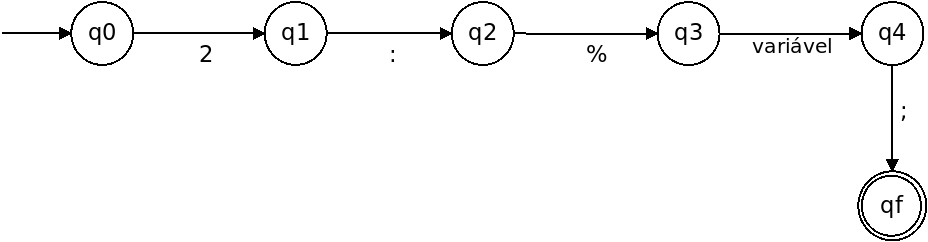 q0 q1 q2 q3 q4
2 : % variável
;
qf